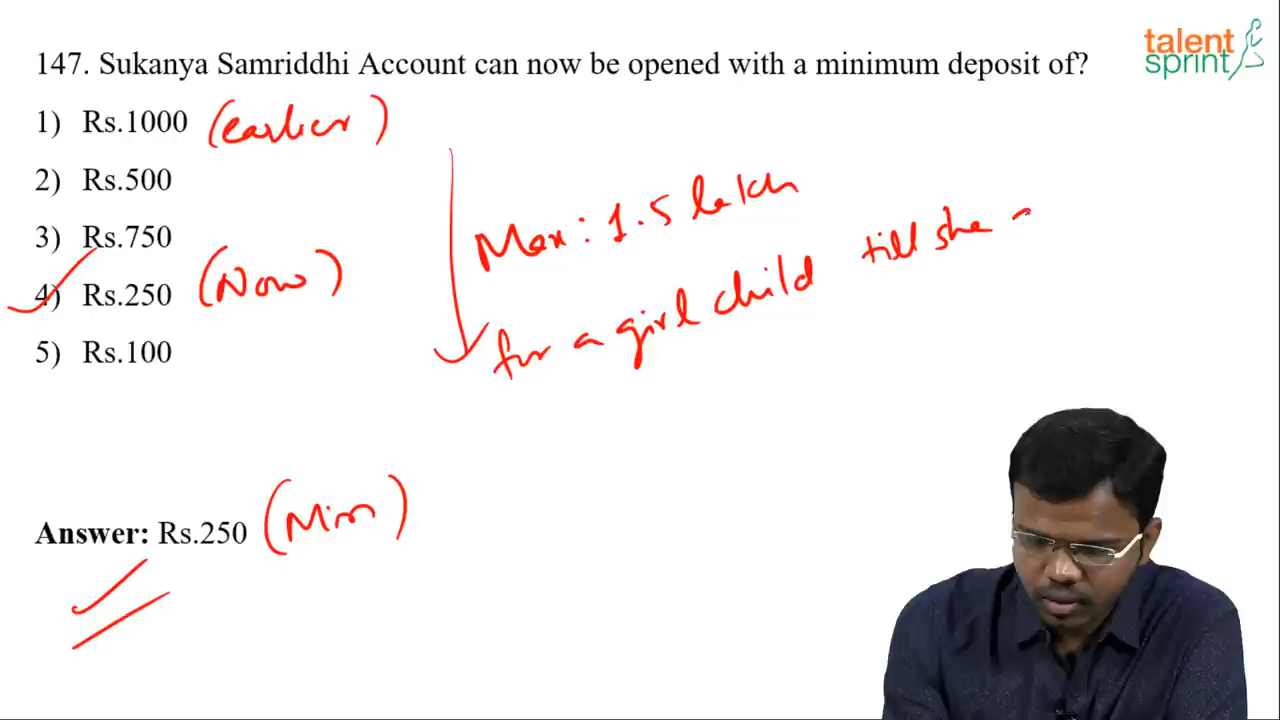 talent
sprint
147. Sukanya Samriddhi Account can now be opened with a minimum deposit of?
1) Rs.1000 (earlier)
2) Rs.500
3) Rs.750
4) Rs.250 (Now)
5) Rs.100
Max: 1.5 lakh
for a girl child till she
Answer: Rs.250 (Min)